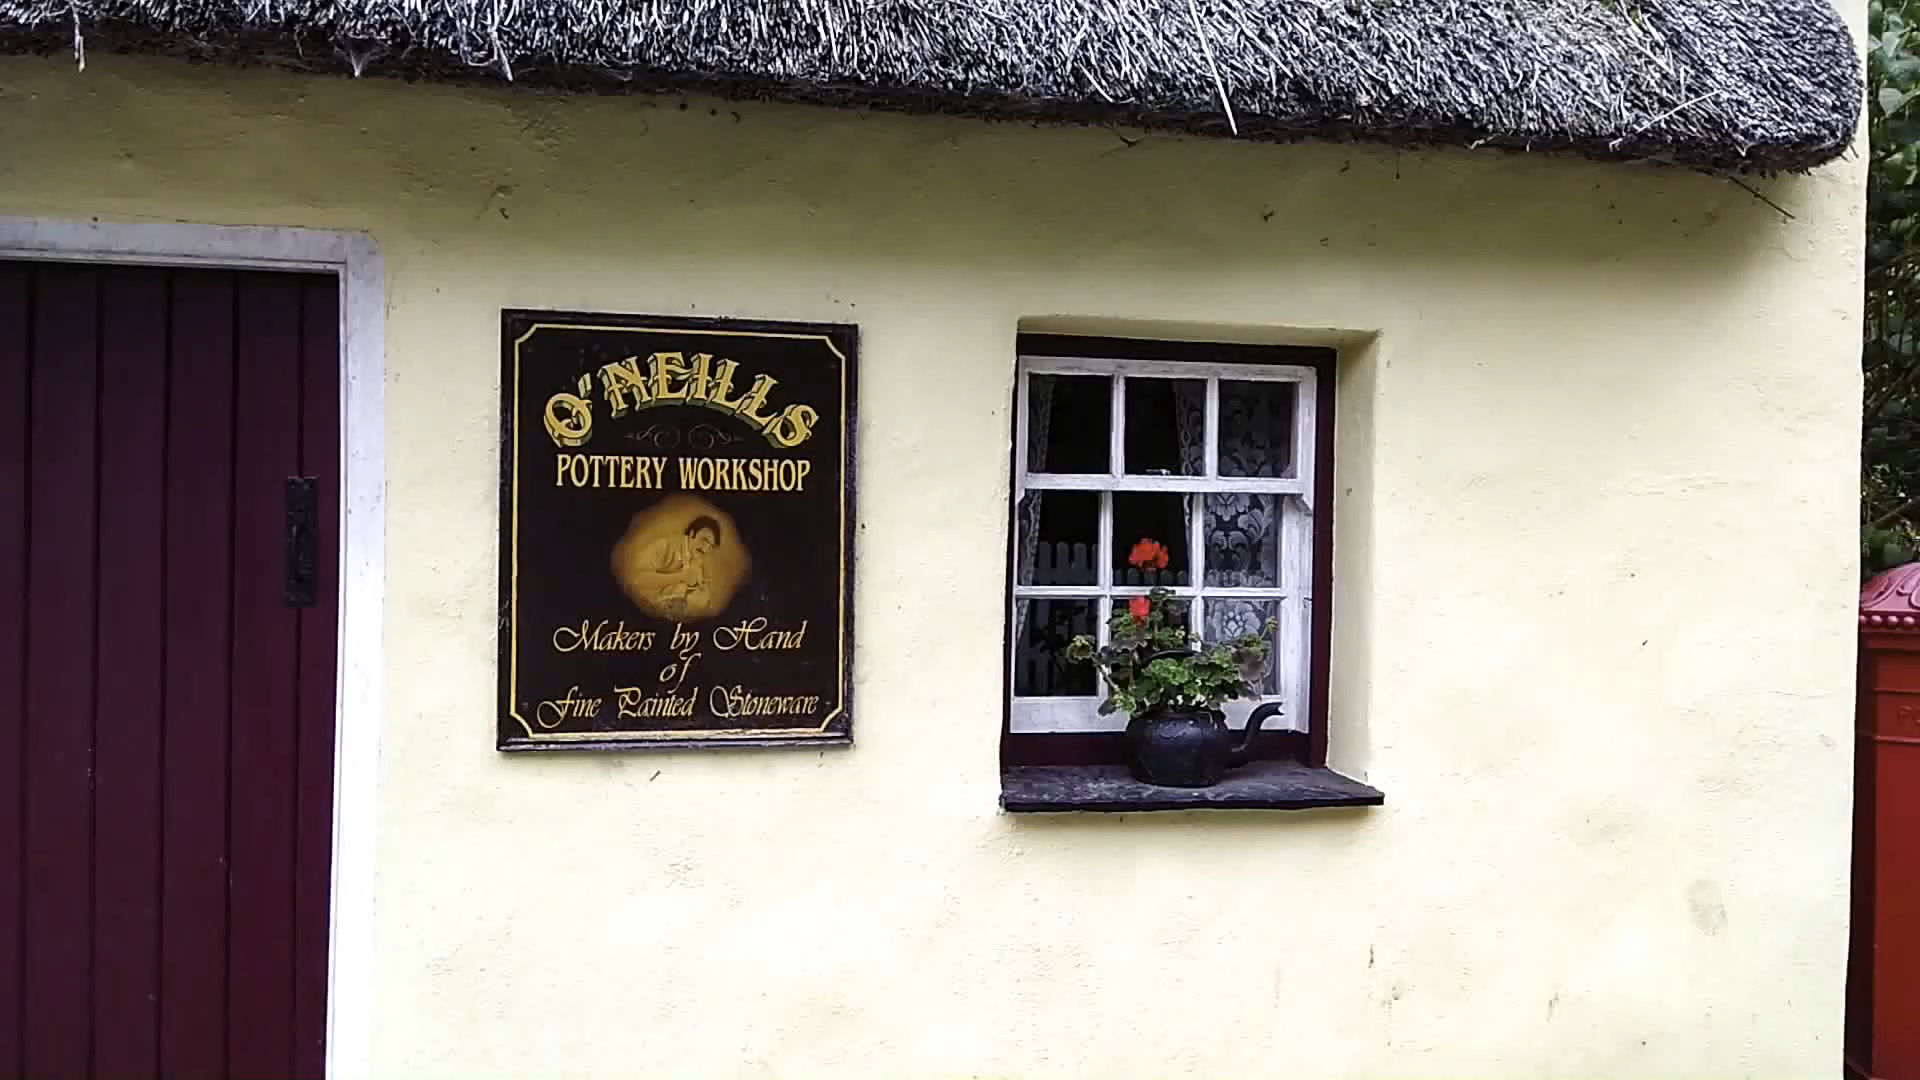 O'NEILLS
POTTERY WORKSHOP
Makers by Hand
of
Fine Painted Stoneware